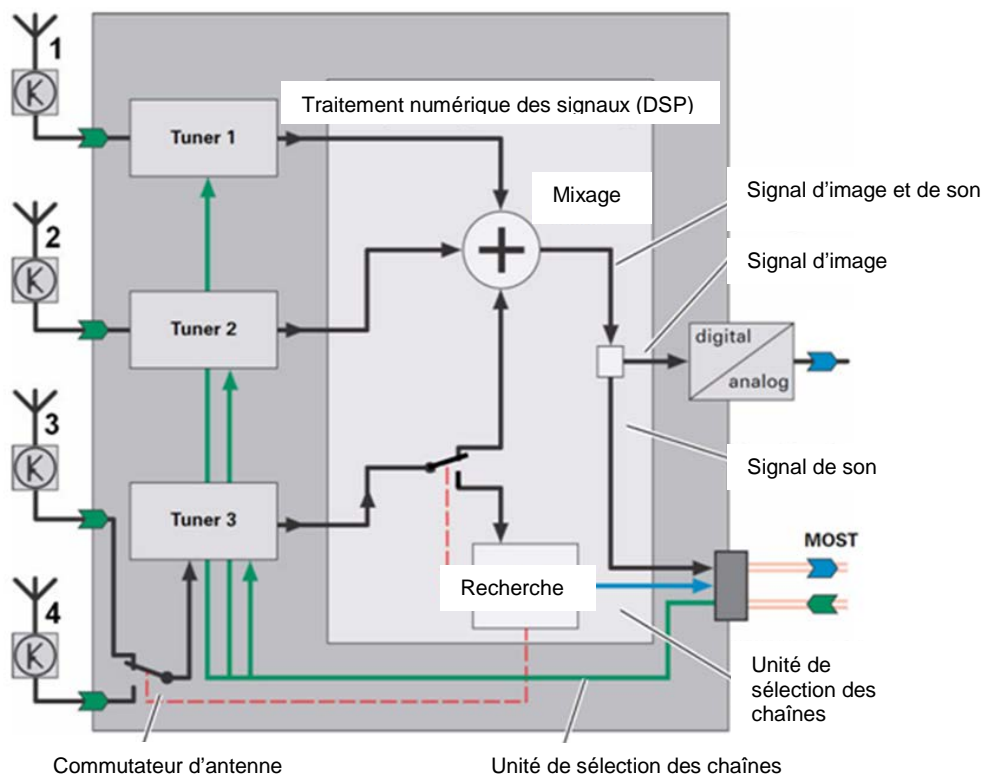 1
Traitement numérique des signaux (DSP)
Tuner 1
Mixage
Signal d'image et de son
2
Signal d'image
Tuner 2
digital
analog
3
Signal de son
Tuner 3
MOST
4
Recherche
Unité de
sélection des
chaînes
Commutateur d'antenne
Unité de sélection des chaînes